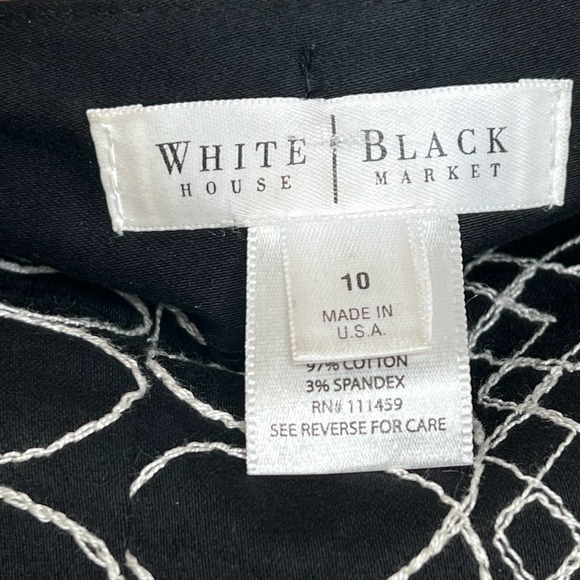 WHITE | BLACK
HOUSE MARKET
10
MADE IN
U.S.A.
97% COTTON
3% SPANDEX
RN# 111459
SEE REVERSE FOR CARE